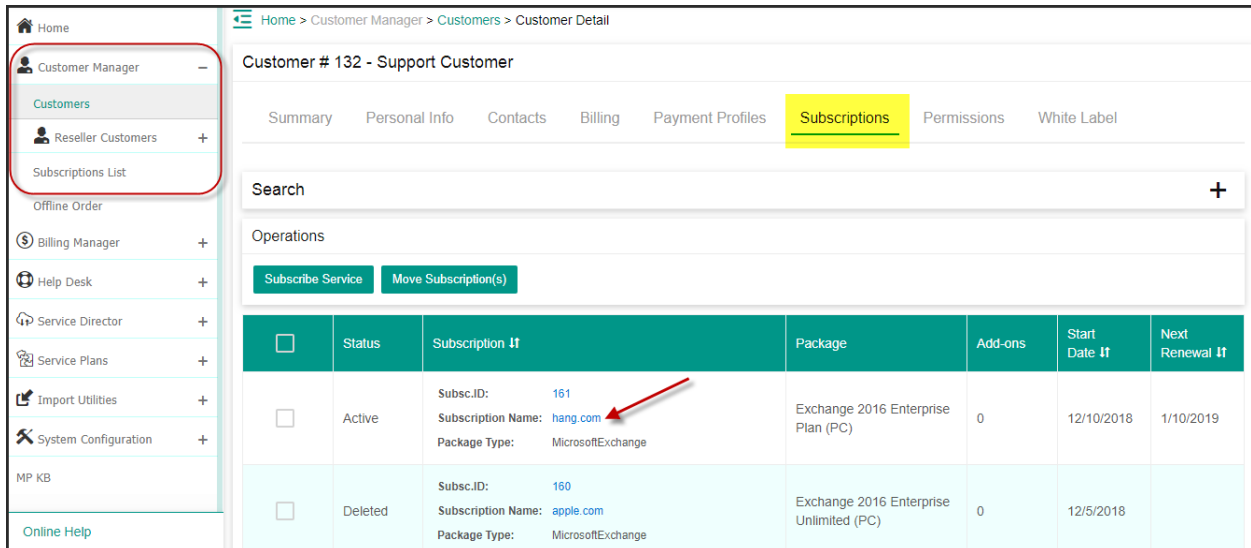 Home
Customer Manager −
Customers
Reseller Customers +
Subscriptions List
Offline Order
Billing Manager +
Help Desk +
Service Director +
Service Plans +
Import Utilities +
System Configuration +
MP KB
Online Help
Home > Customer Manager > Customers > Customer Detail
Customer # 132 - Support Customer
Summary Personal Info Contacts Billing Payment Profiles Subscriptions Permissions White Label
Search +
Operations
Subscribe Service Move Subscription(s)
Status Subscription Package Add-ons Start Date Next Renewal
Subsc.ID: 161
Active Subscription Name: hang.com Exchange 2016 Enterprise Plan (PC) 0 12/10/2018 1/10/2019
Package Type: MicrosoftExchange
Subsc.ID: 160
Deleted Subscription Name: apple.com Exchange 2016 Enterprise Unlimited (PC) 0 12/5/2018
Package Type: MicrosoftExchange